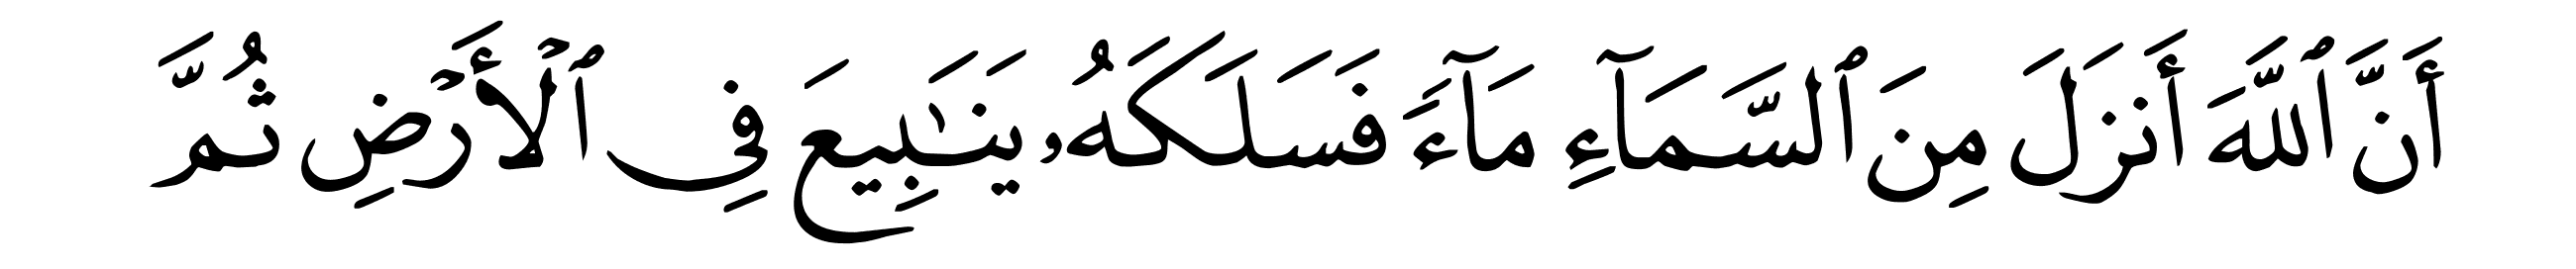 أَنَّ ٱللَّهَ أَنزَلَ مِنَ ٱلسَّمَآءِ مَآءً فَسَلَكَهُۥ يَنَـٰبِيعَ فِى ٱلْأَرْضِ ثُمَّ